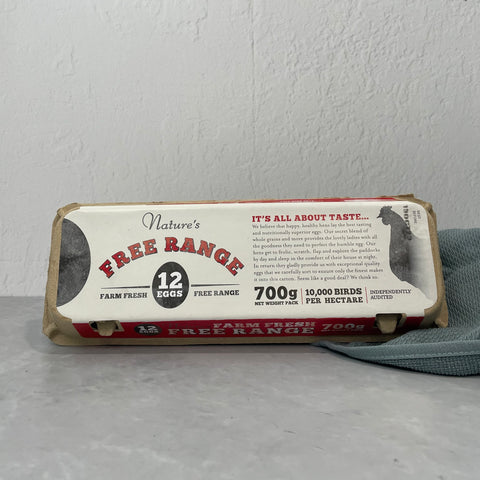 Nature's
FREE RANGE
12
EGGS
FARM FRESH
FREE RANGE
IT'S ALL ABOUT TASTE...
We believe that happy, healthy hens lay the best tasting
and nutritionally superior eggs. Our secret blend of
whole grains and more provides the lovely ladies with all
the goodness they need to perfect the humble egg. Our
hens get to frolic, scratch, flap and explore the paddocks
by day and sleep in the comfort of their house at night.
In return they gladly provide us with exceptional quality
eggs that we carefully sort to ensure only the finest makes
it into this carton. Seem like a good deal? We think so.
700g
NET WEIGHT PACK
10,000 BIRDS
PER HECTARE
INDEPENDENTLY
AUDITED
12
EGGS
FARM FRESH
FREE RANGE
700g